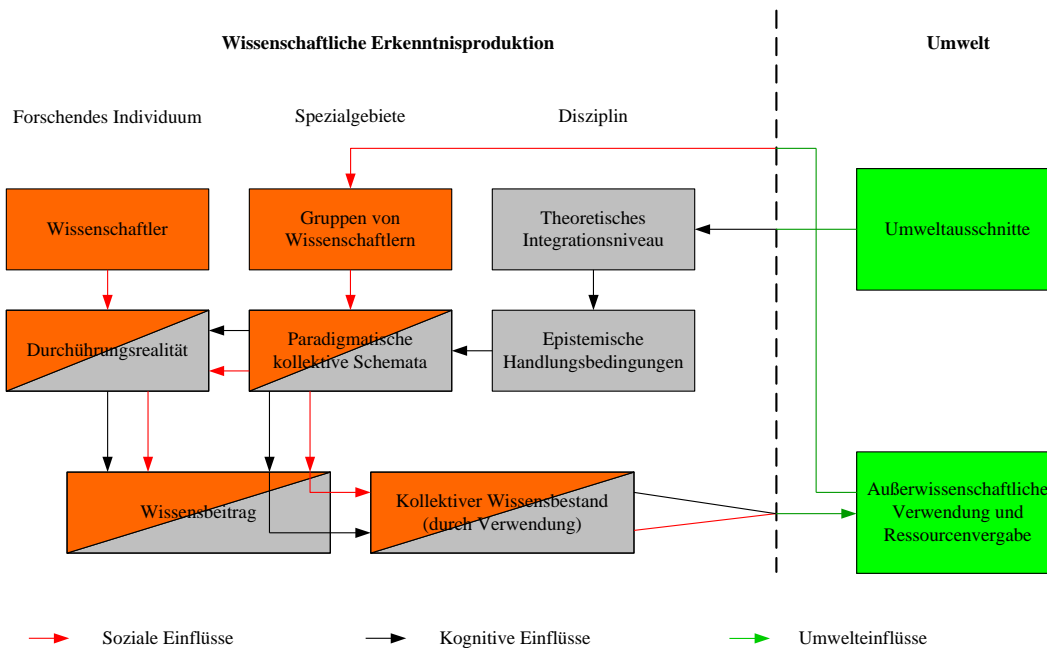 Wissenschaftliche Erkenntnisproduktion
Umwelt
Forschendes Individuum
Spezialgebiete
Disziplin
Wissenschaftler
Gruppen von
Wissenschaftlern
Theoretisches
Integrationsniveau
Umweltausschnitte
Durchührungsrealität
Paradigmatische
kollektive Schemata
Epistemische
Handlungsbedingungen
Wissensbeitrag
Kollektiver Wissensbestand
(durch Verwendung)
Außerwissenschaftliche
Verwendung und
Ressourcenvergabe
Soziale Einflüsse
Kognitive Einflüsse
Umwelteinflüsse